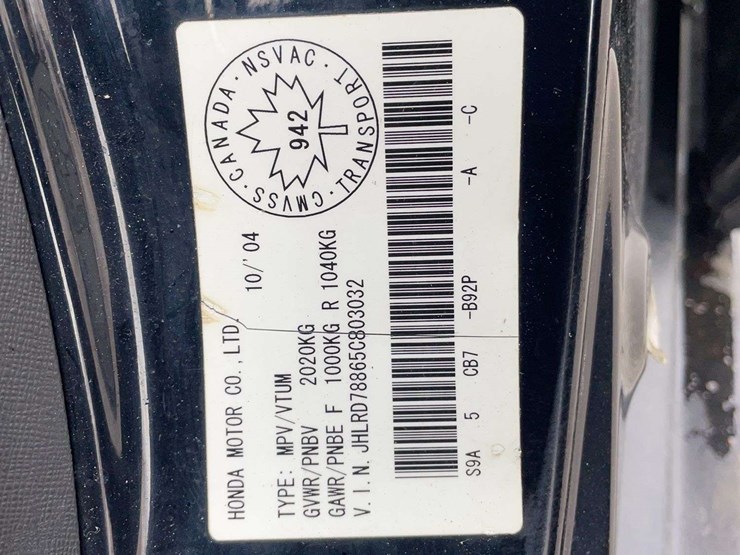 HONDA MOTOR CO.,LTD. 10/'04
TYPE: MPV/VTUM
GVWR/PNBV 2020KG
GAWR/PNBE F 1000KG R 1040KG
V.I.N. JHLRD78865C803032
CANADA · NSVAC · TRANSPORT · CMVSS ·
942
S9A 5 CB7 -B92P -A -C